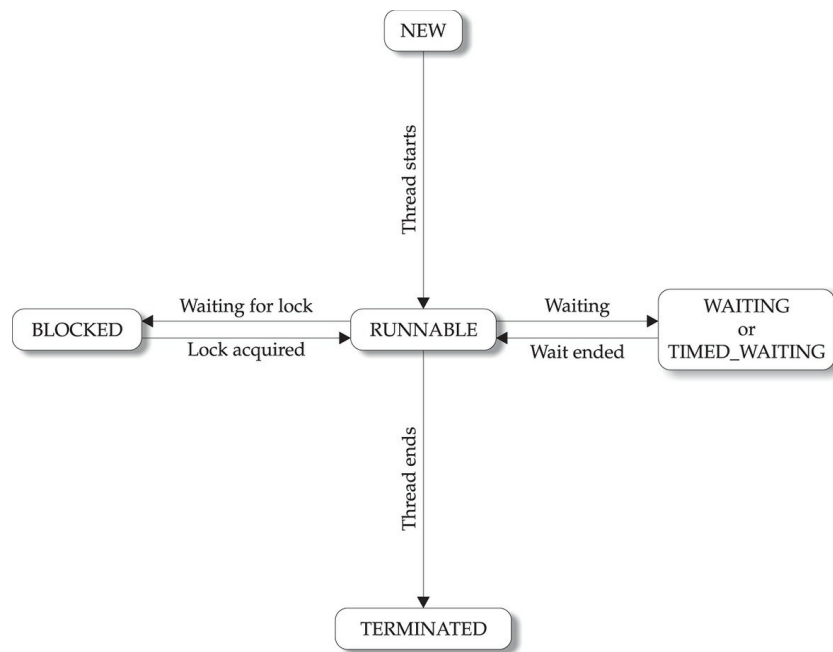 NEW
Thread starts
Waiting for lock
Waiting
BLOCKED
RUNNABLE
WAITING
or
TIMED_WAITING
Lock acquired
Wait ended
Thread ends
TERMINATED